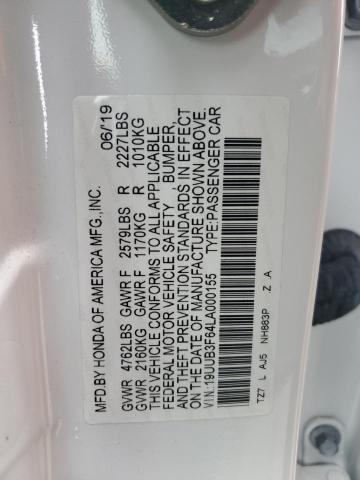 MFD.BY HONDA OF AMERICA MFG.,INC. 06/19
GVWR 4762LBS GAWR F 2579LBS R 2227LBS
GVWR 2160KG GAWR F 1170KG R 1010KG
THIS VEHICLE CONFORMS TO ALL APPLICABLE
FEDERAL MOTOR VEHICLE SAFETY BUMPER,
AND THEFT PREVENTION STANDARDS IN EFFECT
ON THE DATE OF MANUFACTURE SHOWN ABOVE.
V.I.N.:19UUB3F64LA000155 TYPE:PASSENGER CAR
TZ7 L AJ5 NH883P Z A